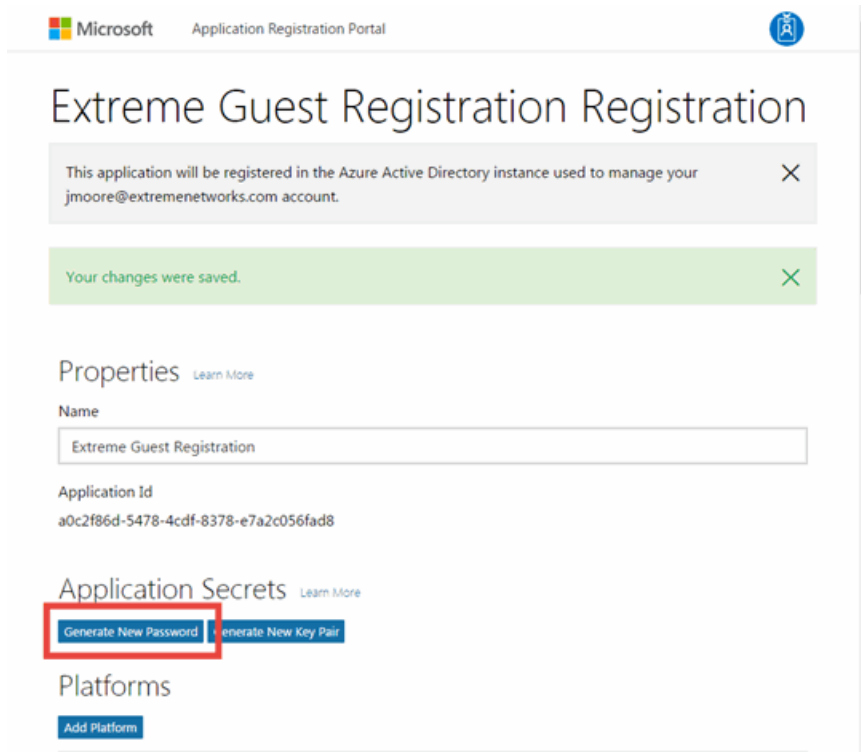 Microsoft Application Registration Portal
Extreme Guest Registration Registration
This application will be registered in the Azure Active Directory instance used to manage your
jmoore@extremenetworks.com account.
Your changes were saved.
Properties Learn More
Name
Extreme Guest Registration
Application Id
a0c2f86d-5478-4cdf-8378-e7a2c056fad8
Application Secrets Learn More
Generate New Password Generate New Key Pair
Platforms
Add Platform